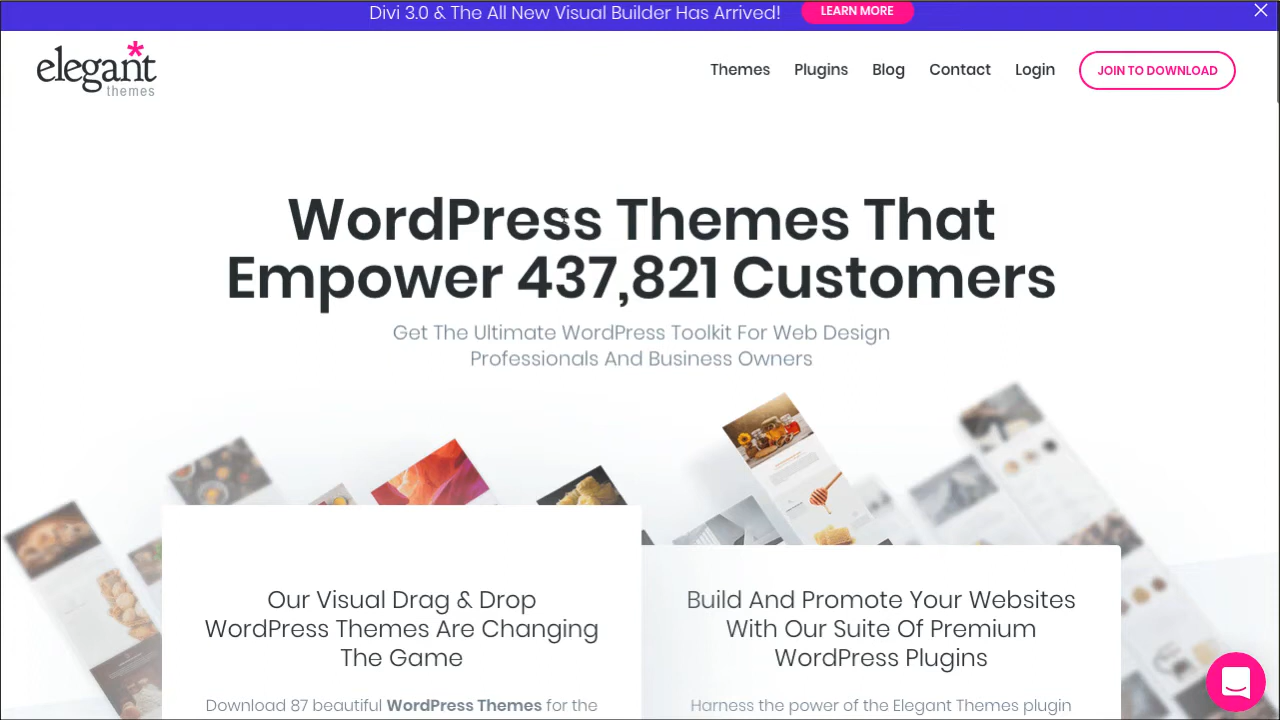 Divi 3.0 & The All New Visual Builder Has Arrived!
LEARN MORE
elegant
themes
Themes
Plugins
Blog
Contact
Login
JOIN TO DOWNLOAD
WordPress Themes That
Empower 437,821 Customers
Get The Ultimate WordPress Toolkit For Web Design
Professionals And Business Owners
Our Visual Drag & Drop
WordPress Themes Are Changing
The Game
Download 87 beautiful WordPress Themes for the
Build And Promote Your Websites
With Our Suite Of Premium
WordPress Plugins
Harness the power of the Elegant Themes plugin